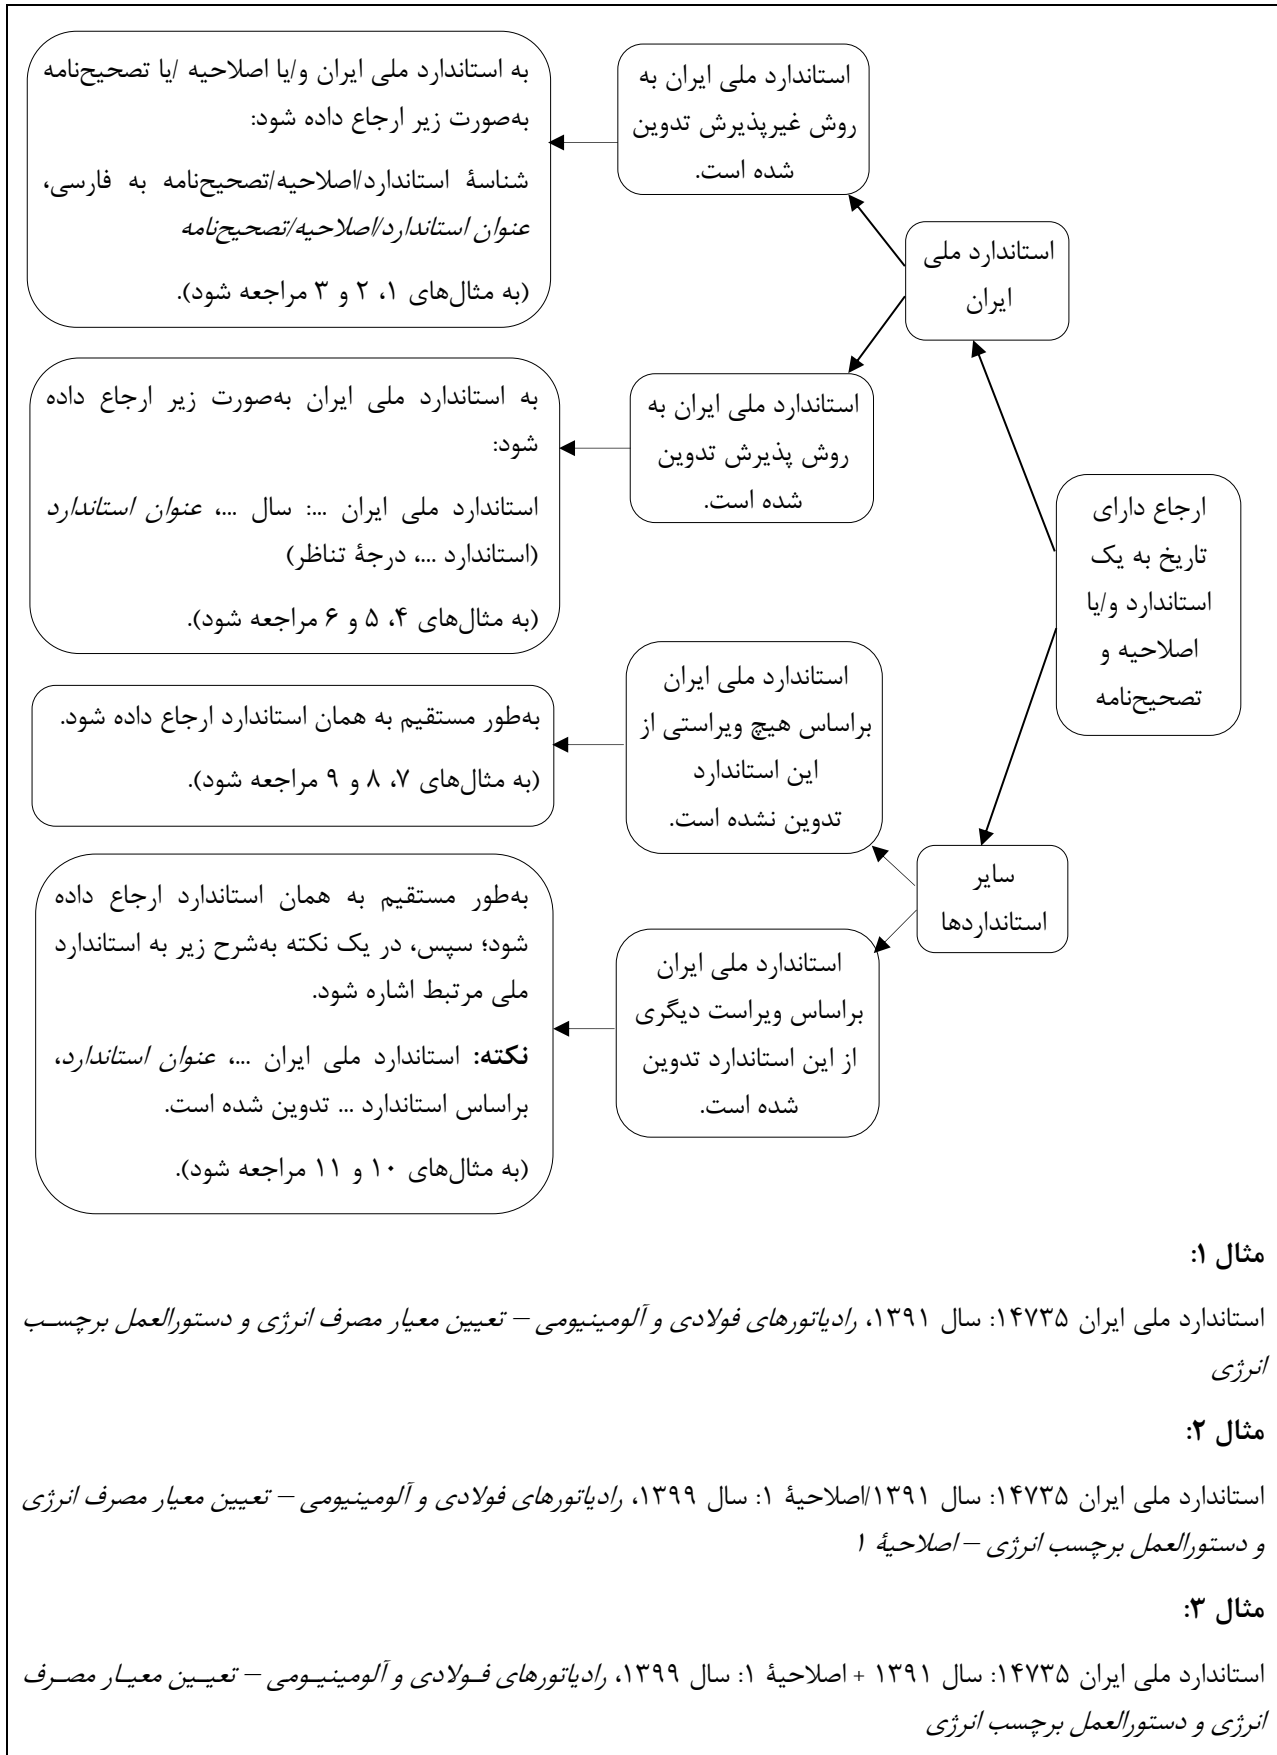 ارجاع دارای
تاریخ به یک
استاندارد و/یا
اصلاحیه و
تصحیح‌نامه
استاندارد ملی
ایران
استاندارد ملی ایران به
روش غیرپذیرش تدوین
شده است.
به استاندارد ملی ایران و/یا اصلاحیه /یا تصحیح‌نامه
به‌صورت زیر ارجاع داده شود:
شناسۀ استاندارد/اصلاحیه/تصحیح‌نامه به فارسی،
عنوان استاندارد/اصلاحیه/تصحیح‌نامه
(به مثال‌های ۱، ۲ و ۳ مراجعه شود).
استاندارد ملی ایران به
روش پذیرش تدوین
شده است.
به استاندارد ملی ایران به‌صورت زیر ارجاع داده
شود:
استاندارد ملی ایران ...: سال ...، عنوان استاندارد
(استاندارد ...، درجۀ تناظر)
(به مثال‌های ۴، ۵ و ۶ مراجعه شود).
سایر
استانداردها
استاندارد ملی ایران
براساس هیچ ویراستی از
این استاندارد
تدوین نشده است.
به‌طور مستقیم به همان استاندارد ارجاع داده شود.
(به مثال‌های ۷، ۸ و ۹ مراجعه شود).
استاندارد ملی ایران
براساس ویراست دیگری
از این استاندارد تدوین
شده است.
به‌طور مستقیم به همان استاندارد ارجاع داده
شود؛ سپس، در یک نکته به‌شرح زیر به استاندارد
ملی مرتبط اشاره شود.
نکته: استاندارد ملی ایران ...، عنوان استاندارد،
براساس استاندارد ... تدوین شده است.
(به مثال‌های ۱۰ و ۱۱ مراجعه شود).
مثال ۱:
استاندارد ملی ایران ۱۴۷۳۵: سال ۱۳۹۱، رادیاتورهای فولادی و آلومینیومی – تعیین معیار مصرف انرژی و دستورالعمل برچسـب
انرژی
مثال ۲:
استاندارد ملی ایران ۱۴۷۳۵: سال ۱۳۹۱/اصلاحیۀ ۱: سال ۱۳۹۹، رادیاتورهای فولادی و آلومینیومی – تعیین معیار مصرف انرژی
و دستورالعمل برچسب انرژی – اصلاحیۀ ۱
مثال ۳:
استاندارد ملی ایران ۱۴۷۳۵: سال ۱۳۹۱ + اصلاحیۀ ۱: سال ۱۳۹۹، رادیاتورهای فـولادی و آلومینیـومی – تعیـین معیـار مصـرف
انرژی و دستورالعمل برچسب انرژی